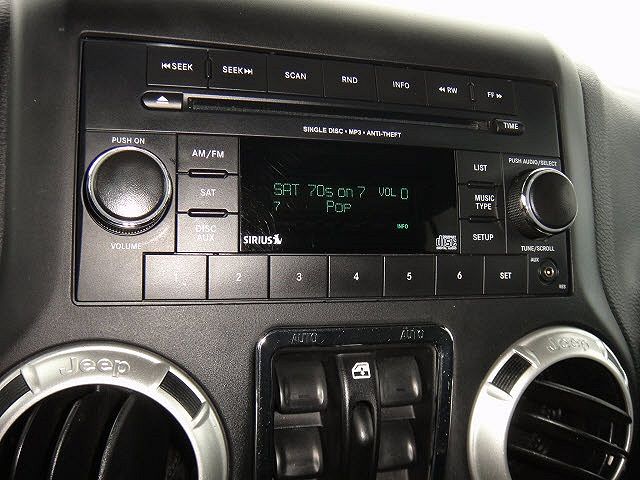 ⏮SEEK SEEK⏭ SCAN RND INFO ◀◀ RW FF ▶▶
TIME
SINGLE DISC • MP3 • ANTI-THEFT
PUSH ON
AM/FM
LIST
PUSH AUDIO/SELECT
SAT 70s on 7 VOL 0
7 POP
SAT
MUSIC
TYPE
INFO
DISC
AUX
SIRIUS
SETUP
VOLUME
TUNE/SCROLL
1 2 3 4 5 6 SET
AUX
AUTO AUTO
Jeep
Jeep